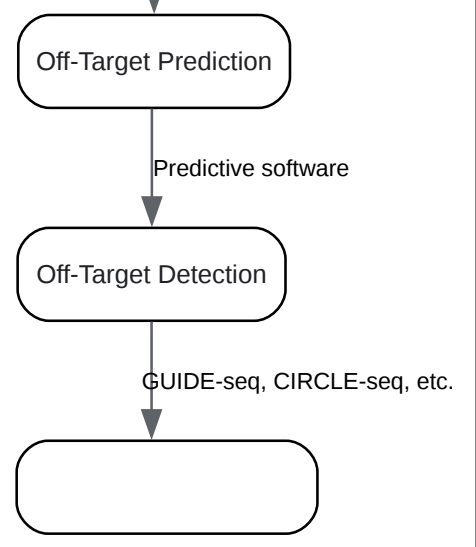 Off-Target Prediction
Predictive software
Off-Target Detection
GUIDE-seq, CIRCLE-seq, etc.